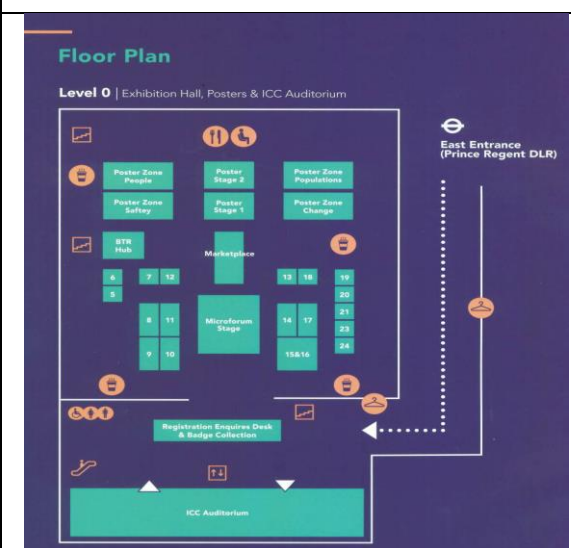 Floor Plan
Level 0 | Exhibition Hall, Posters & ICC Auditorium
East Entrance
(Prince Regent DLR)
Poster Zone
People
Poster
Stage 2
Poster Zone
Populations
Poster Zone
Saftey
Poster
Stage 1
Poster Zone
Change
BTR
Hub
Marketplace
6
7
12
13
18
19
5
20
8
11
Microforum
Stage
14
17
21
23
9
10
15&16
24
Registration Enquires Desk
& Badge Collection
ICC Auditorium